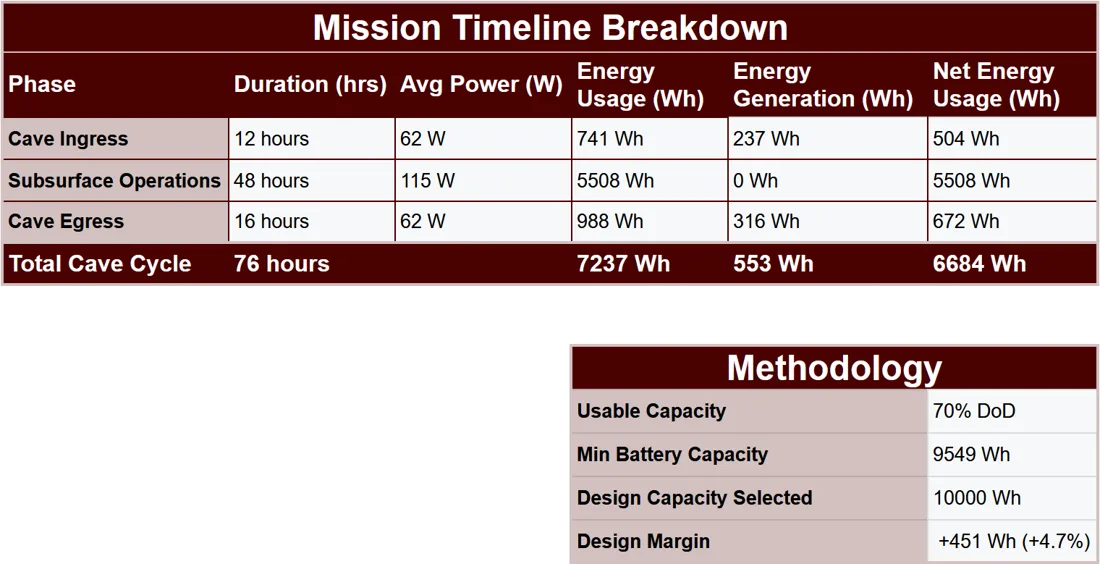 Mission Timeline Breakdown
Phase Duration (hrs) Avg Power (W) Energy Usage (Wh) Energy Generation (Wh) Net Energy Usage (Wh)
Cave Ingress 12 hours 62 W 741 Wh 237 Wh 504 Wh
Subsurface Operations 48 hours 115 W 5508 Wh 0 Wh 5508 Wh
Cave Egress 16 hours 62 W 988 Wh 316 Wh 672 Wh
Total Cave Cycle 76 hours 7237 Wh 553 Wh 6684 Wh
Methodology
Usable Capacity 70% DoD
Min Battery Capacity 9549 Wh
Design Capacity Selected 10000 Wh
Design Margin +451 Wh (+4.7%)